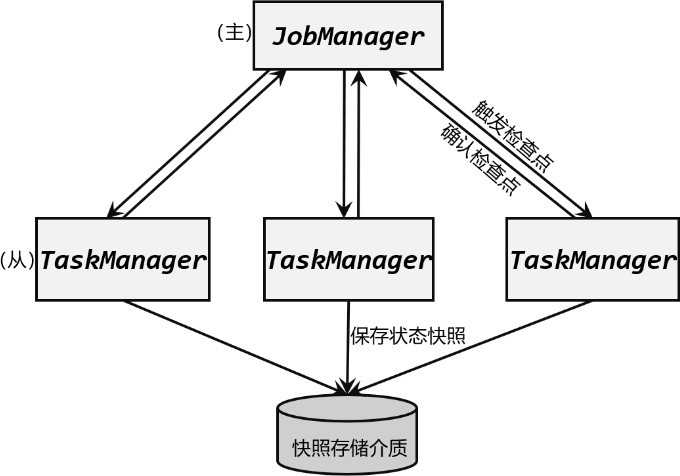 (主)
JobManager
触发检查点
确认检查点
(从)
TaskManager
TaskManager
TaskManager
保存状态快照
快照存储介质